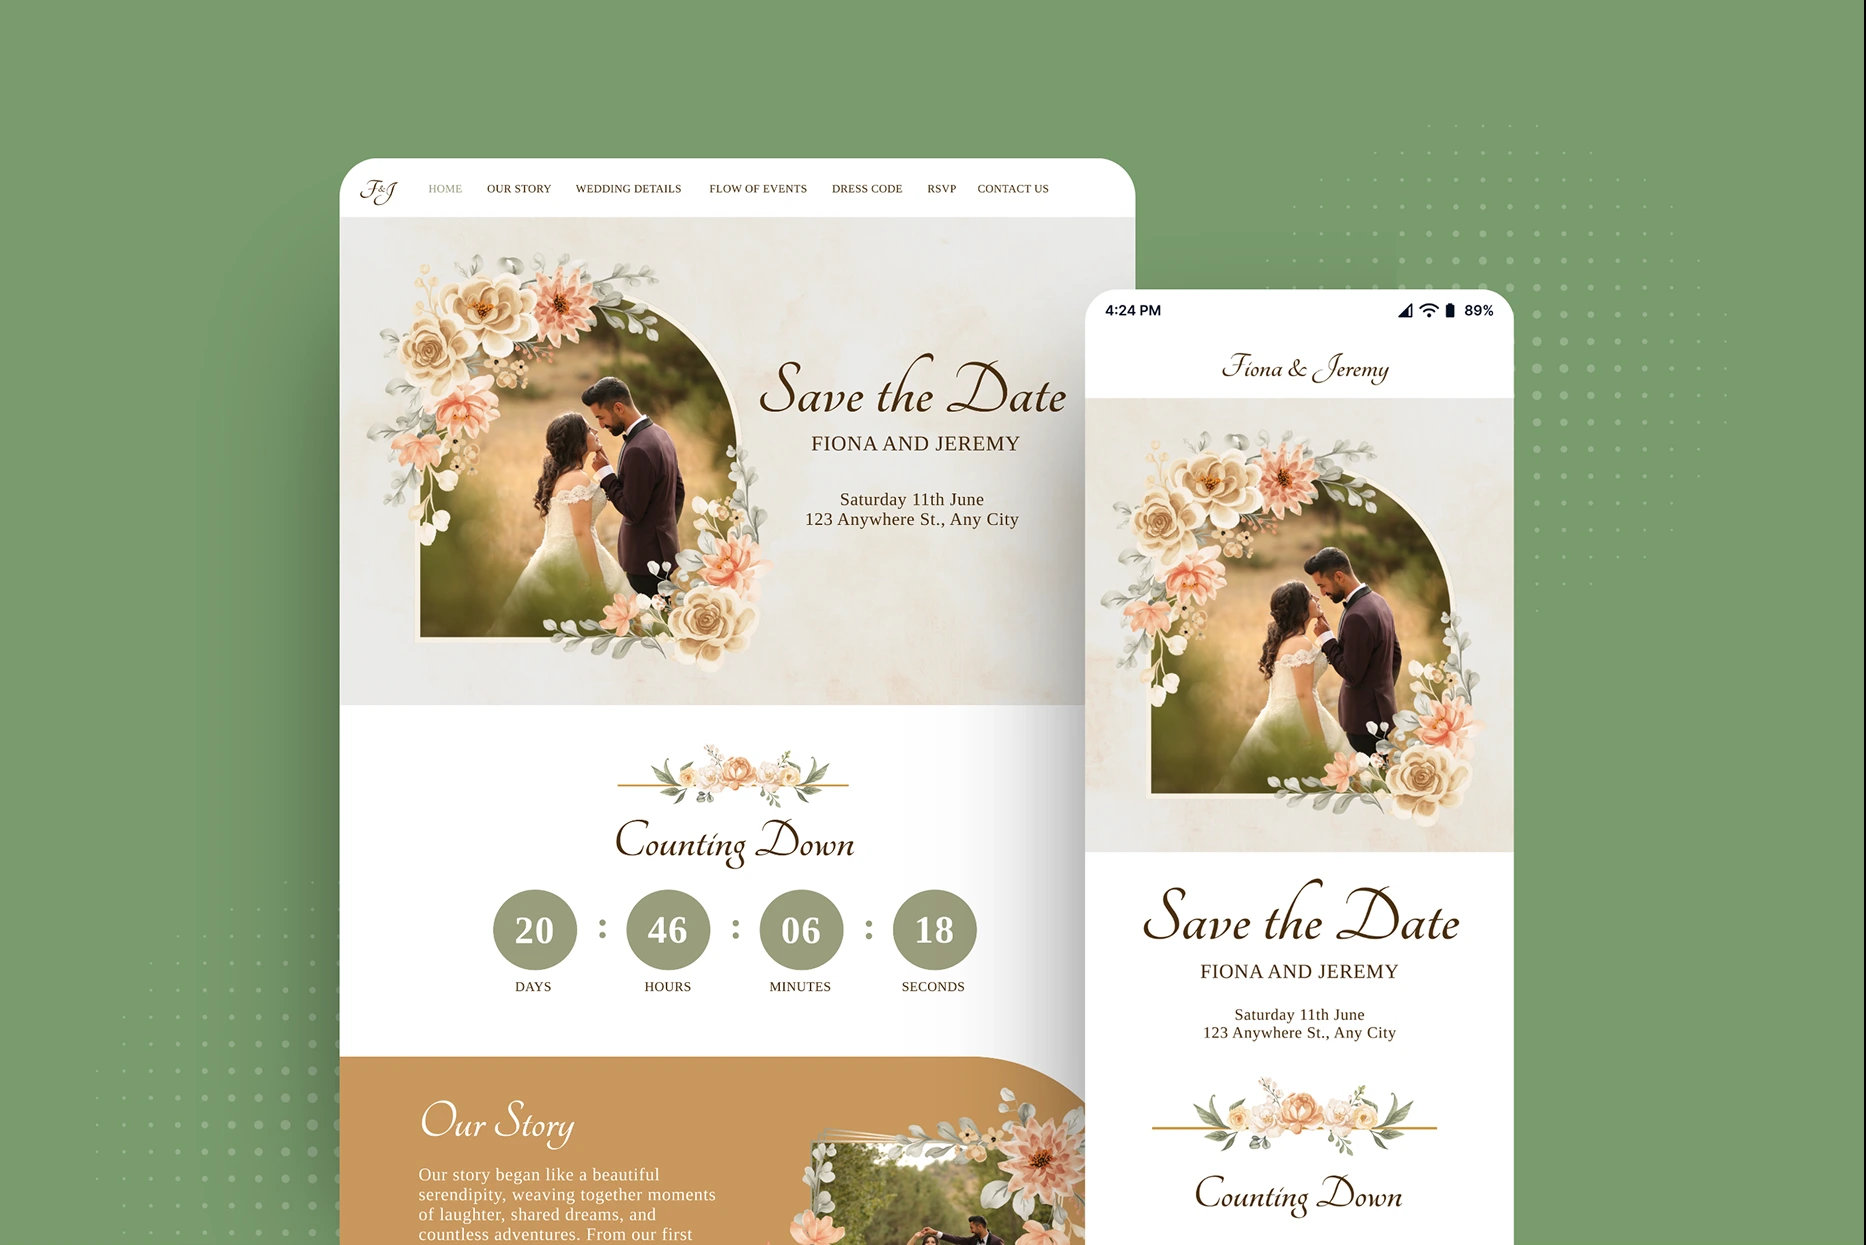 F&J
HOME OUR STORY WEDDING DETAILS FLOW OF EVENTS DRESS CODE RSVP CONTACT US
Save the Date
FIONA AND JEREMY
Saturday 11th June
123 Anywhere St., Any City
Counting Down
20 : 46 : 06 : 18
DAYS HOURS MINUTES SECONDS
Our Story
Our story began like a beautiful
serendipity, weaving together moments
of laughter, shared dreams, and
countless adventures. From our first
4:24 PM 89%
Fiona & Jeremy
Save the Date
FIONA AND JEREMY
Saturday 11th June
123 Anywhere St., Any City
Counting Down